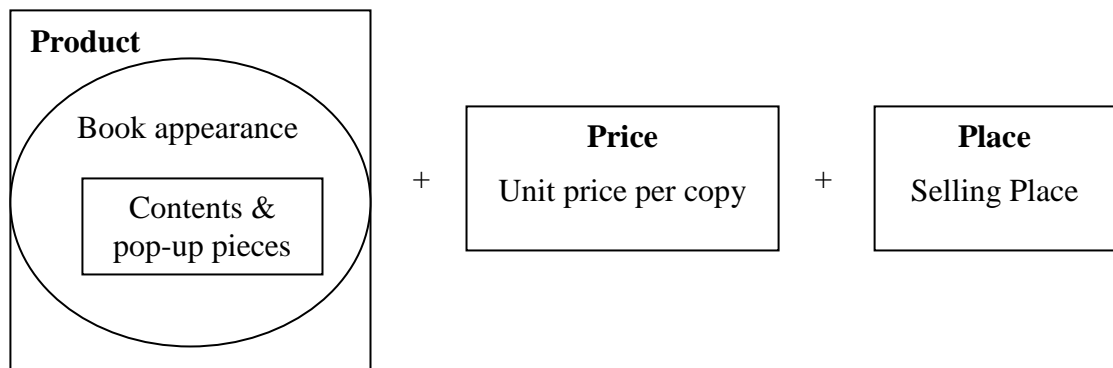 Product
Book appearance
Contents &
pop-up pieces
+
Price
Unit price per copy
+
Place
Selling Place